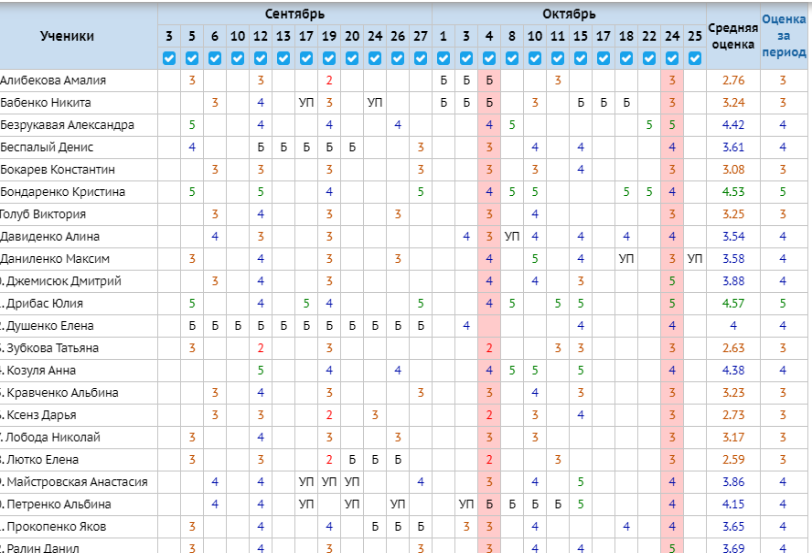 Ученики Сентябрь Октябрь Средняя оценка Оценка за период
3 5 6 10 12 13 17 19 20 24 26 27 1 3 4 8 10 11 15 17 18 22 24 25
Алибекова Амалия 3 3 2 Б Б Б 3 3 2.76 3
Бабенко Никита 3 4 УП 3 УП Б Б Б 3 Б Б Б 3 3.24 3
Безрукавая Александра 5 4 4 4 4 5 5 5 4.42 4
Беспалый Денис 4 Б Б Б Б Б 3 3 4 4 4 3.61 4
Бокарев Константин 3 3 3 3 3 3 4 3 3.08 3
Бондаренко Кристина 5 5 4 5 4 5 5 5 5 4 4.53 5
Голуб Виктория 3 4 3 3 3 4 3 3.25 3
Давиденко Алина 4 3 3 4 3 УП 4 4 4 4 3.54 4
Даниленко Максим 3 4 3 3 4 5 4 УП 3 УП 3.58 4
. Джемисюк Дмитрий 3 4 3 4 4 3 5 3.88 4
. Дрибас Юлия 5 4 5 4 5 4 5 5 5 5 4.57 5
. Душенко Елена Б Б Б Б Б Б Б Б Б Б Б 4 4 4 4 4
. Зубкова Татьяна 3 2 3 2 3 3 3 2.63 3
. Козуля Анна 5 4 4 4 5 5 5 4 4.38 4
. Кравченко Альбина 3 4 3 3 3 4 3 3 3.23 3
. Ксенз Дарья 3 3 2 3 2 3 4 3 2.73 3
. Лобода Николай 3 4 3 3 3 3 3 3.17 3
. Лютко Елена 3 3 2 Б Б Б 2 3 3 2.59 3
. Майстровская Анастасия 4 4 УП УП УП 4 3 4 5 4 3.86 4
. Петренко Альбина 4 4 УП УП УП УП Б Б Б Б 5 4 4.15 4
. Прокопенко Яков 3 4 4 Б Б Б 3 3 4 4 4 3.65 4
. Ралин Данил 3 4 3 3 3 4 4 5 3.69 4